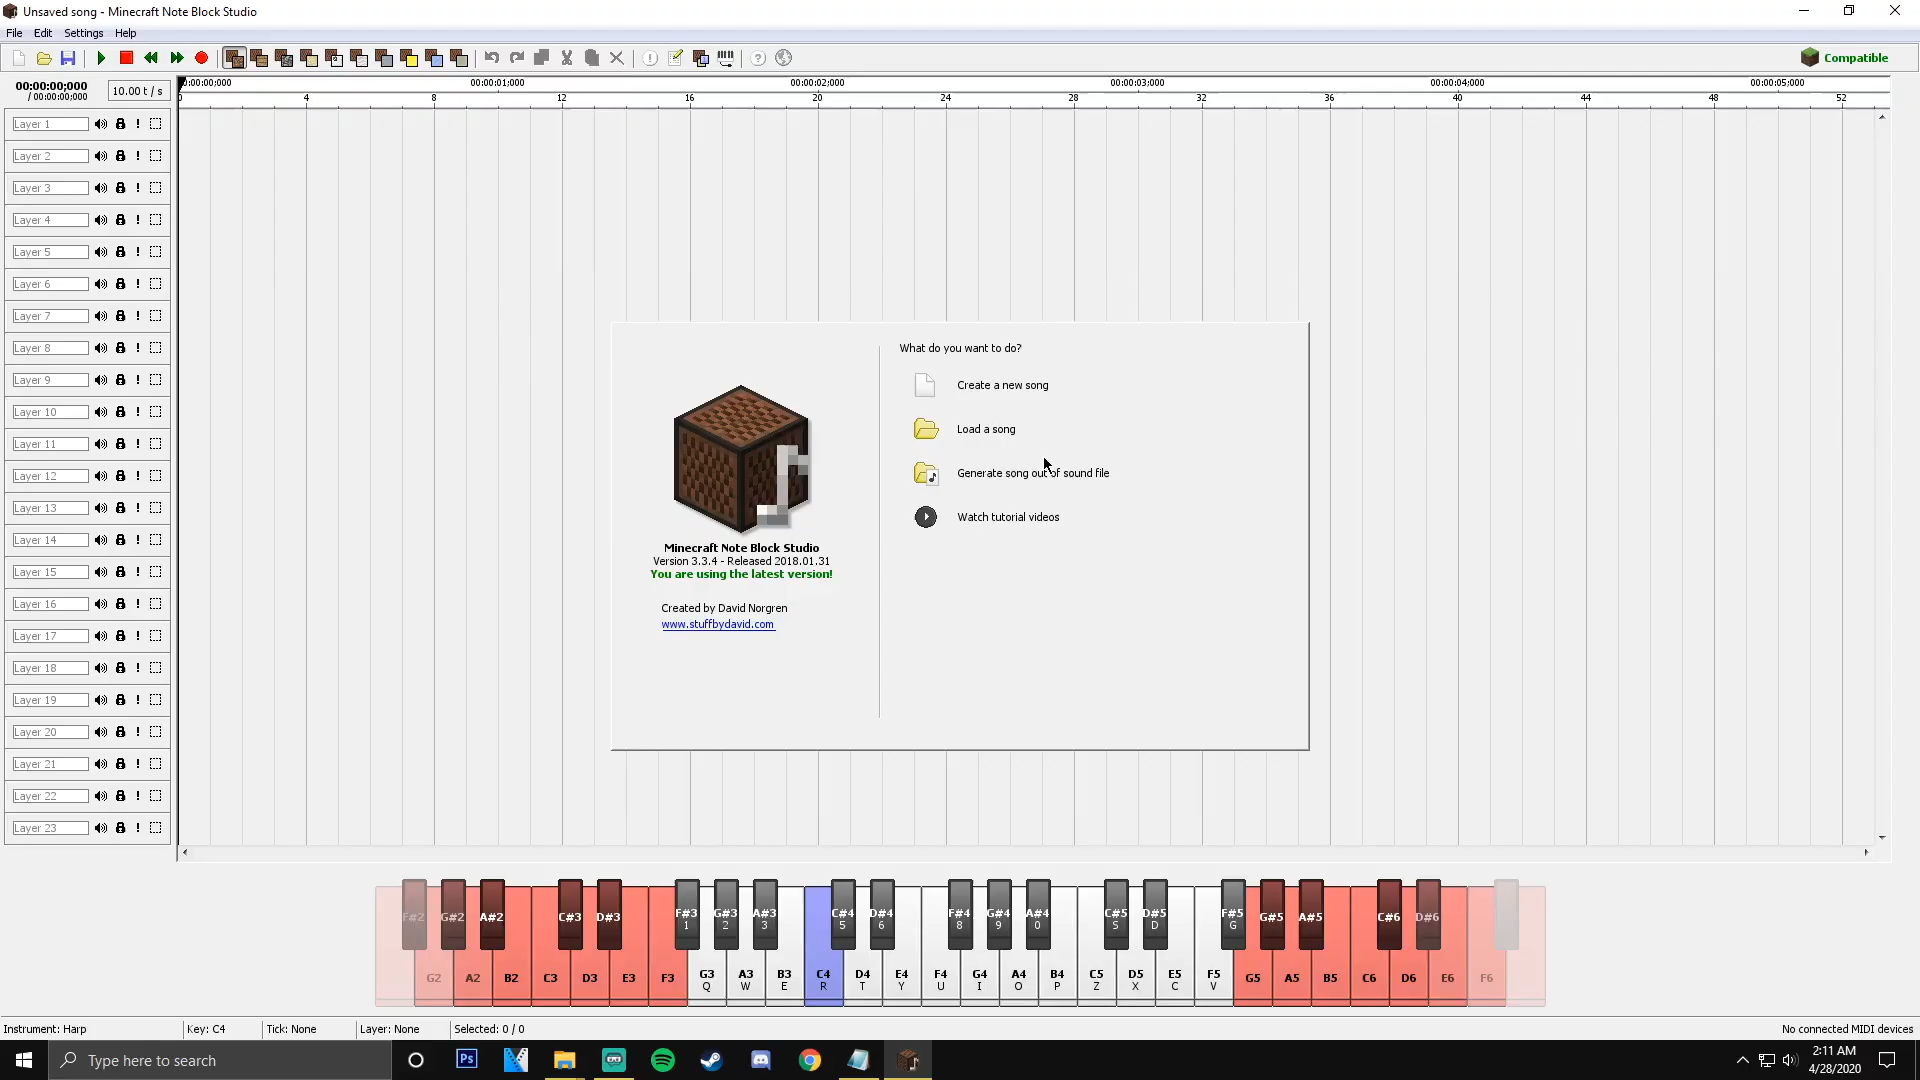 Unsaved song - Minecraft Note Block Studio
File Edit Settings Help
Compatible
00:00:00;000
/ 00:00:00;000
10.00 t / s
0:00:00;000 00:00:01;000 00:00:02;000 00:00:03;000 00:00:04;000 00:00:05;000
0 4 8 12 16 20 24 28 32 36 40 44 48 52
Layer 1
Layer 2
Layer 3
Layer 4
Layer 5
Layer 6
Layer 7
Layer 8
Layer 9
Layer 10
Layer 11
Layer 12
Layer 13
Layer 14
Layer 15
Layer 16
Layer 17
Layer 18
Layer 19
Layer 20
Layer 21
Layer 22
Layer 23
Minecraft Note Block Studio
Version 3.3.4 - Released 2018.01.31
You are using the latest version!
Created by David Norgren
www.stuffbydavid.com
What do you want to do?
Create a new song
Load a song
Generate song out of sound file
Watch tutorial videos
F#2 G#2 A#2 C#3 D#3 F#3 G#3 A#3 C#4 D#4 F#4 G#4 A#4 C#5 D#5 F#5 G#5 A#5 C#6 D#6
1 2 3 5 6 8 9 0 S D G
G2 A2 B2 C3 D3 E3 F3 G3 A3 B3 C4 D4 E4 F4 G4 A4 B4 C5 D5 E5 F5 G5 A5 B5 C6 D6 E6 F6
Q W E R T Y U I O P Z X C V
Instrument: Harp Key: C4 Tick: None Layer: None Selected: 0 / 0 No connected MIDI devices
Type here to search
Ps
2:11 AM
4/28/2020